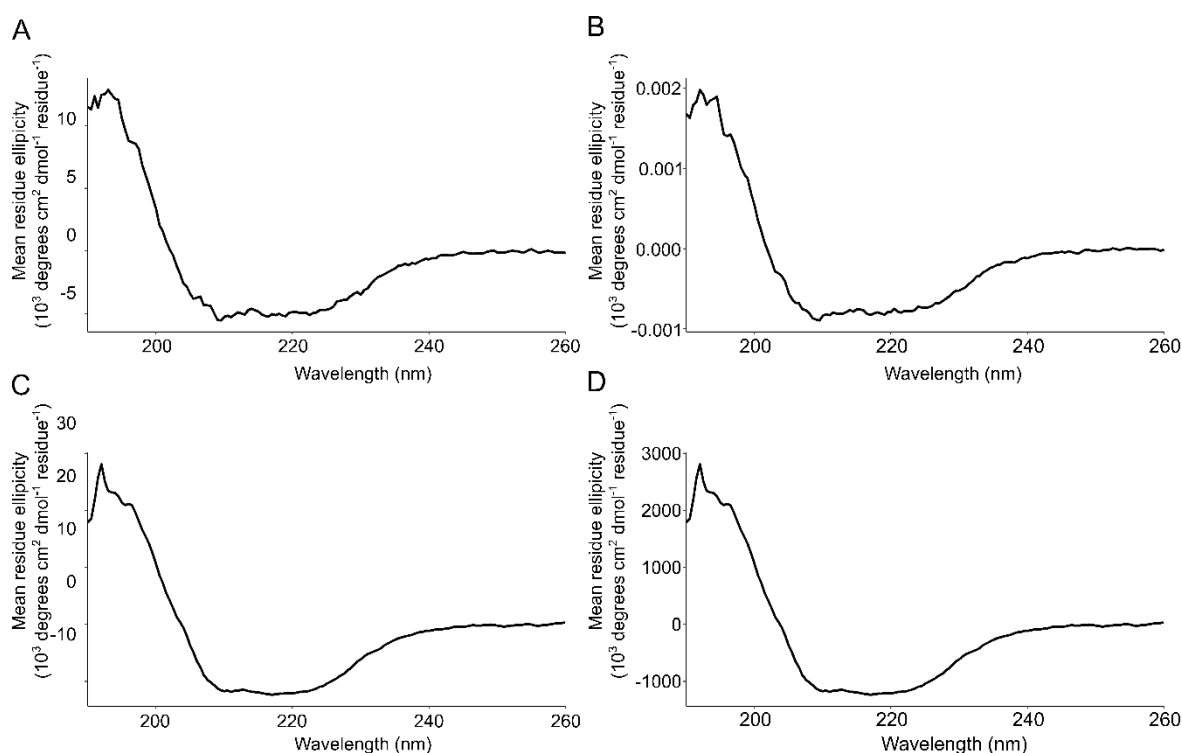 A
Mean residue ellipicity
(10³ degrees cm² dmol⁻¹ residue⁻¹)
10
5
0
-5
200
220
240
260
Wavelength (nm)
B
Mean residue ellipicity
(10³ degrees cm² dmol⁻¹ residue⁻¹)
0.002
0.001
0.000
-0.001
200
220
240
260
Wavelength (nm)
C
Mean residue ellipicity
(10³ degrees cm² dmol⁻¹ residue⁻¹)
30
20
10
0
-10
200
220
240
260
Wavelength (nm)
D
Mean residue ellipicity
(10³ degrees cm² dmol⁻¹ residue⁻¹)
3000
2000
1000
0
-1000
200
220
240
260
Wavelength (nm)